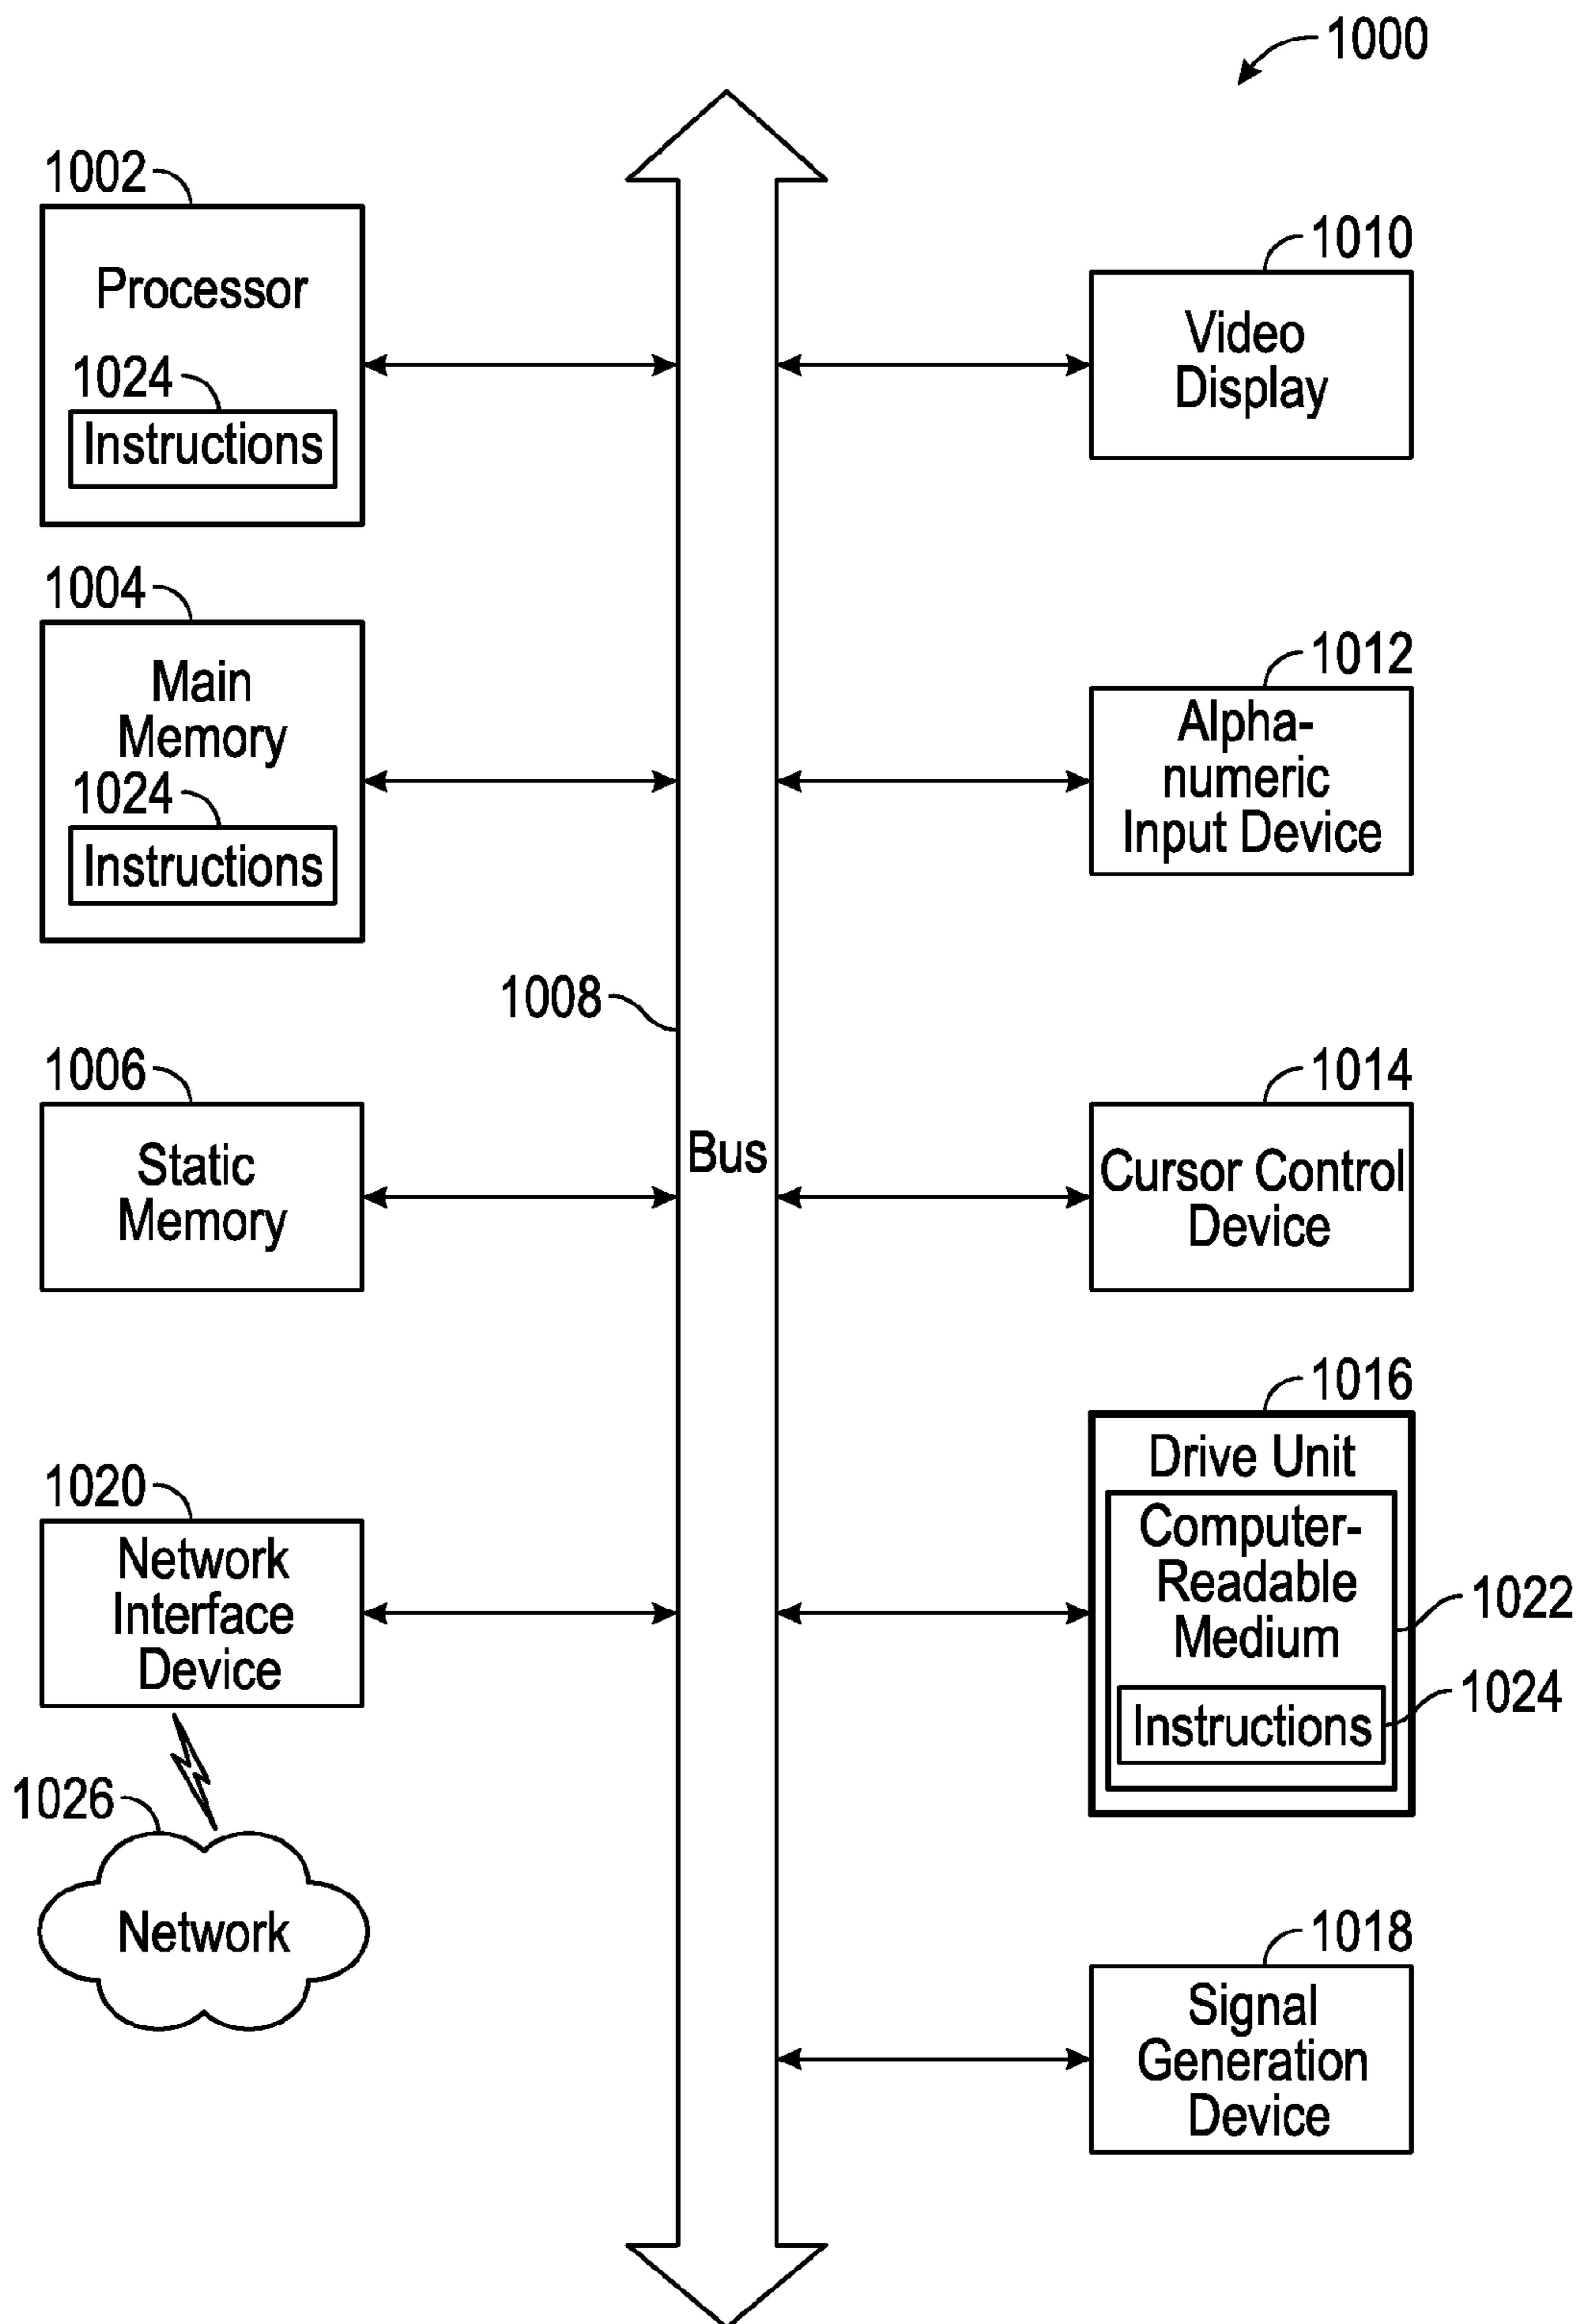 1000
1002
Processor
1024
Instructions
1004
Main
Memory
1024
Instructions
1006
Static
Memory
1020
Network
Interface
Device
1026
Network
1008
Bus
1010
Video
Display
1012
Alpha-
numeric
Input Device
1014
Cursor Control
Device
1016
Drive Unit
Computer-
Readable
Medium
1022
Instructions
1024
1018
Signal
Generation
Device